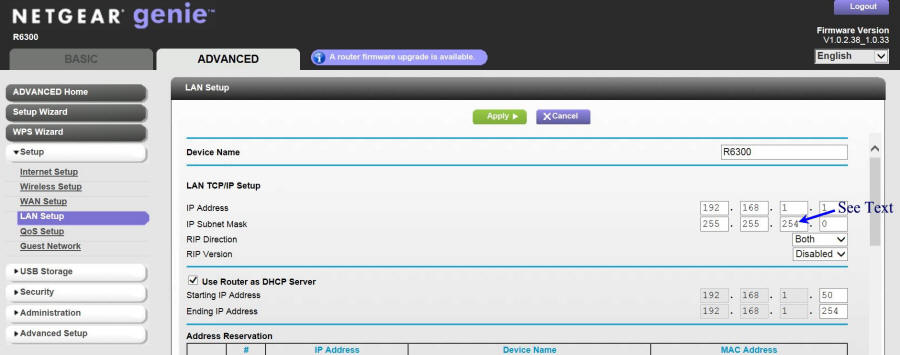 NETGEAR® genie™
Logout
R6300
Firmware Version
V1.0.2.38_1.0.33
BASIC
ADVANCED
A router firmware upgrade is available.
English
ADVANCED Home
Setup Wizard
WPS Wizard
▼Setup
Internet Setup
Wireless Setup
WAN Setup
LAN Setup
QoS Setup
Guest Network
▶USB Storage
▶Security
▶Administration
▶Advanced Setup
LAN Setup
Apply ▶ X Cancel
Device Name R6300
LAN TCP/IP Setup
IP Address 192 . 168 . 1 . 1
See Text
IP Subnet Mask 255 . 255 . 254 . 0
RIP Direction Both
RIP Version Disabled
Use Router as DHCP Server
Starting IP Address 192 . 168 . 1 . 50
Ending IP Address 192 . 168 . 1 . 254
Address Reservation
# IP Address Device Name MAC Address